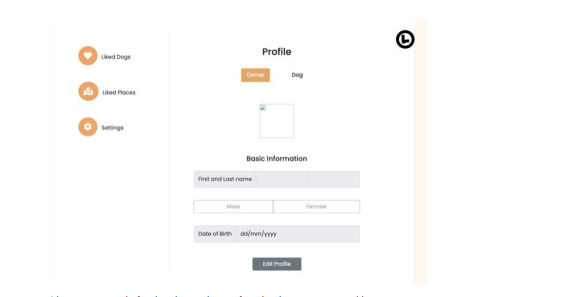 Profile
Liked Dogs
Owner Dog
Liked Places
Settings
Basic Information
First and Last name
Male Female
Date of Birth dd/mm/yyyy
Edit Profile